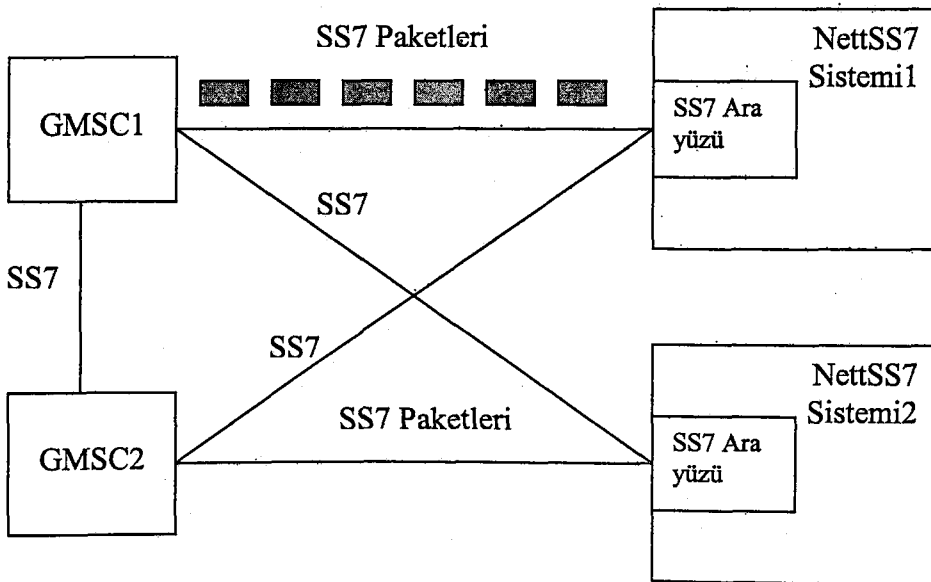 SS7 Paketleri
NettSS7
Sistemi1
GMSC1
SS7 Ara
yüzü
SS7
SS7
SS7
NettSS7
Sistemi2
SS7 Paketleri
GMSC2
SS7 Ara
yüzü